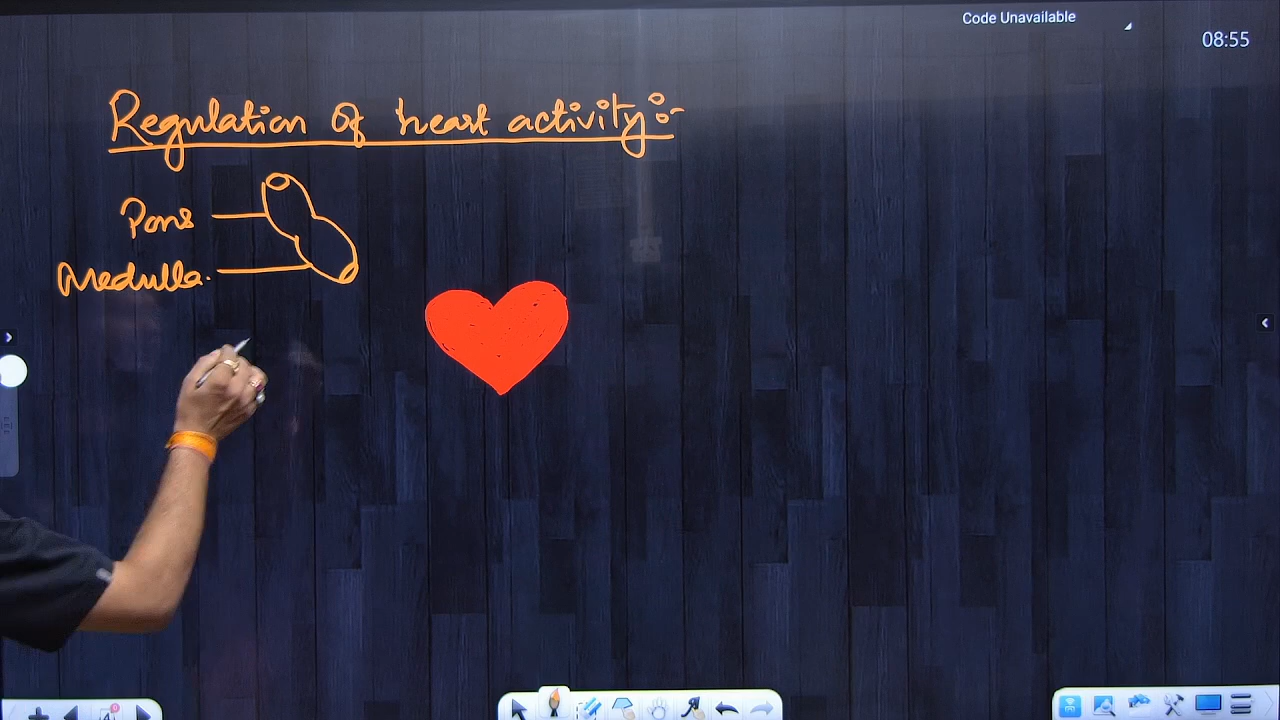 Code Unavailable
08:55
Regulation of heart activity :-
Pons
Medulla.